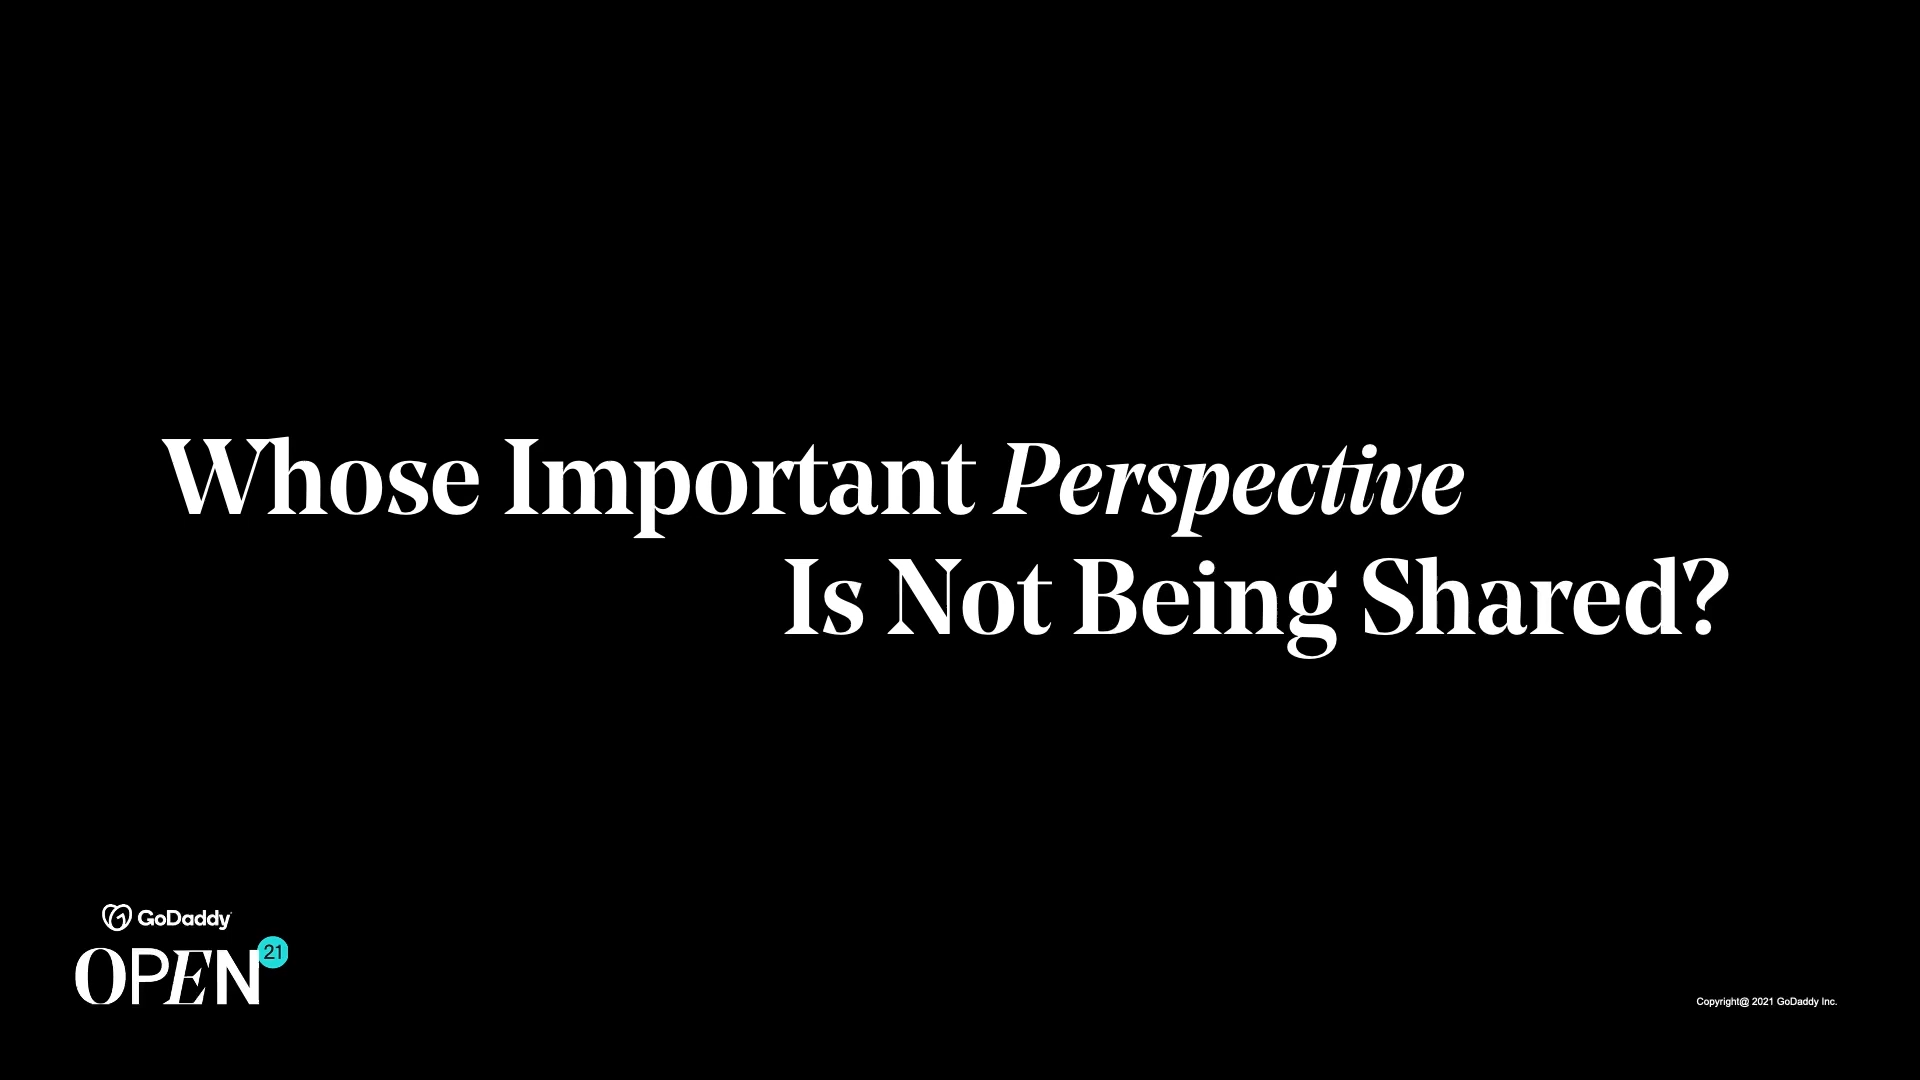 Whose Important Perspective
Is Not Being Shared?
GoDaddy
OPEN 21
Copyright@ 2021 GoDaddy Inc.